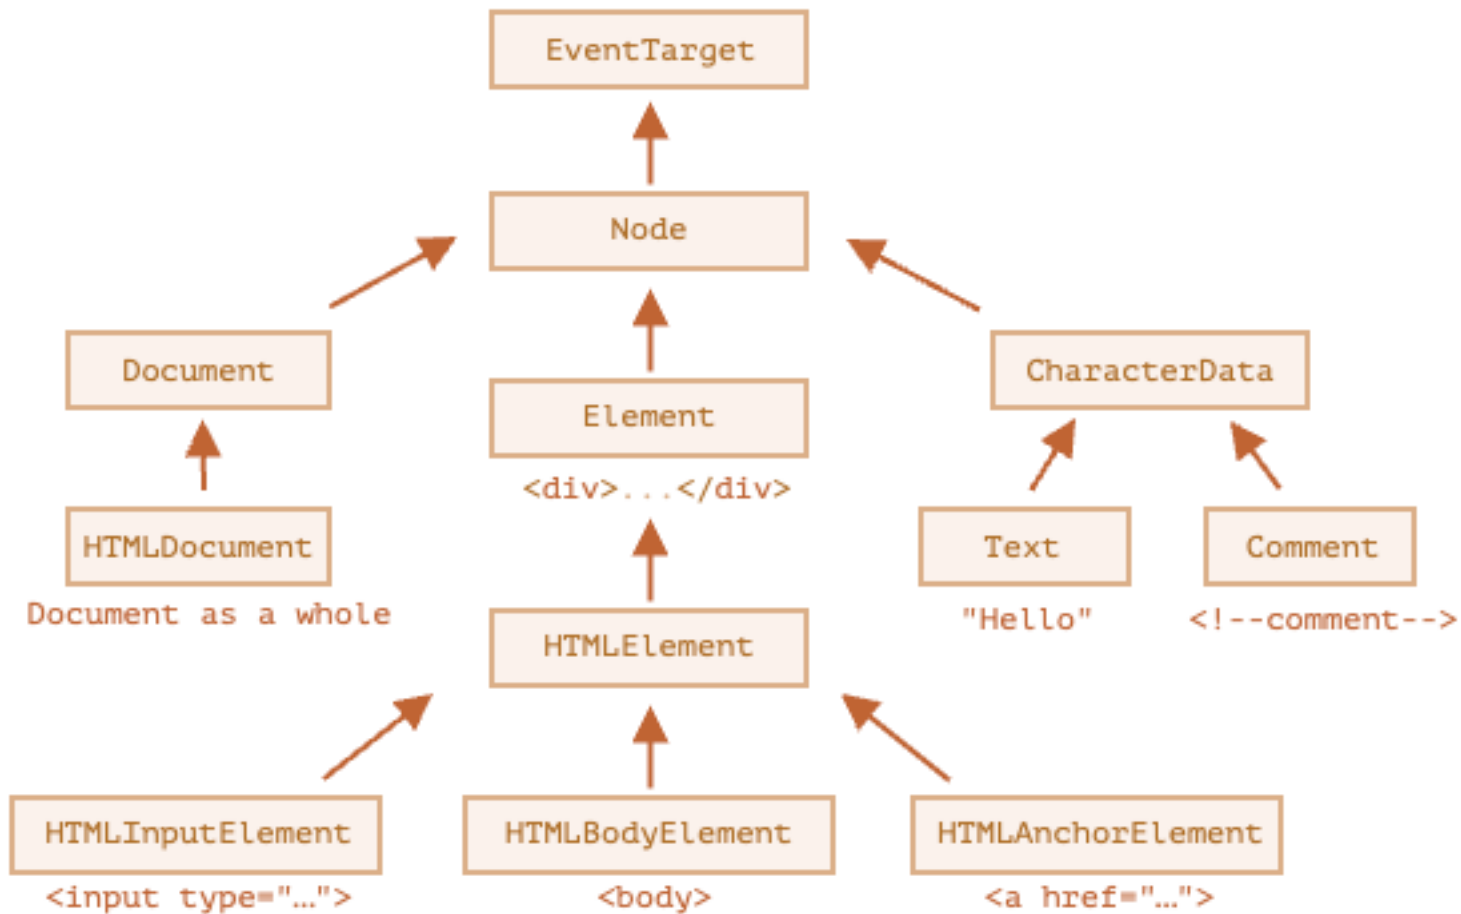 EventTarget
Node
Document
CharacterData
Element
<div>...</div>
HTMLDocument
Text
Comment
Document as a whole
"Hello"
<!--comment-->
HTMLElement
HTMLInputElement
HTMLBodyElement
HTMLAnchorElement
<input type="…">
<body>
<a href="…">